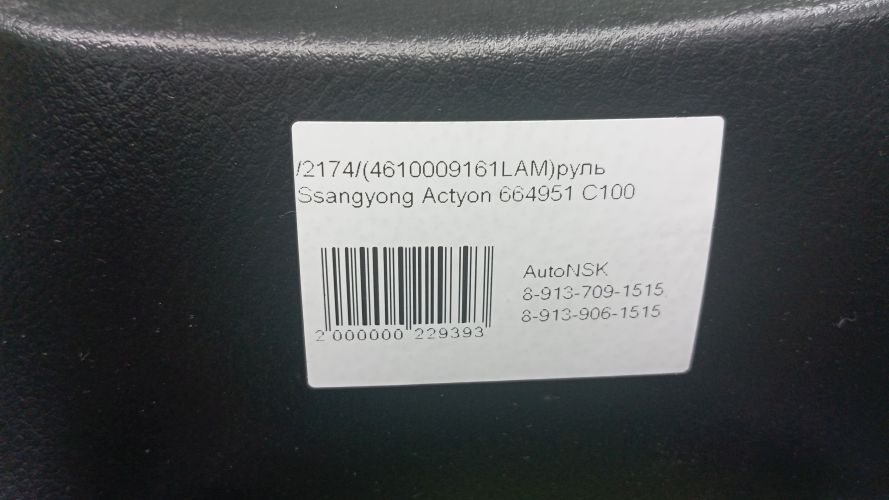 /2174/(4610009161LAM)руль
Ssangyong Actyon 664951 C100
AutoNSK
8-913-709-1515
8-913-906-1515
2 000000 229393